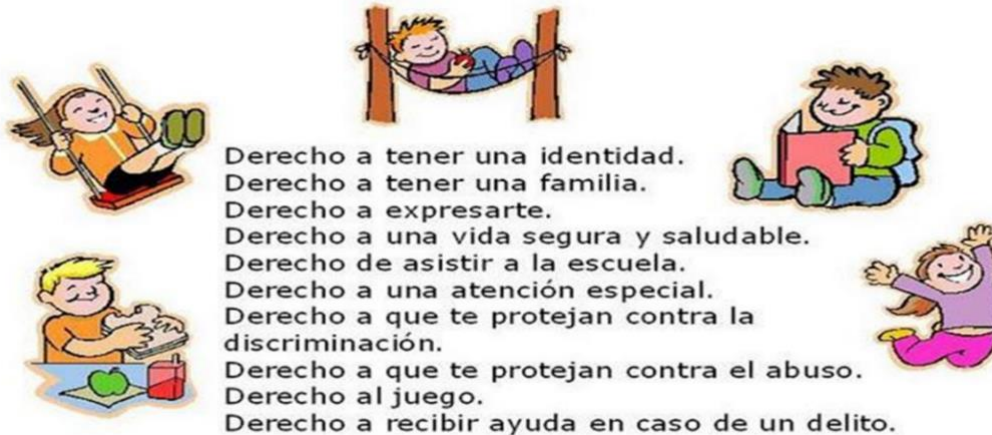 Derecho a tener una identidad.
Derecho a tener una familia.
Derecho a expresarte.
Derecho a una vida segura y saludable.
Derecho de asistir a la escuela.
Derecho a una atención especial.
Derecho a que te protejan contra la
discriminación.
Derecho a que te protejan contra el abuso.
Derecho al juego.
Derecho a recibir ayuda en caso de un delito.